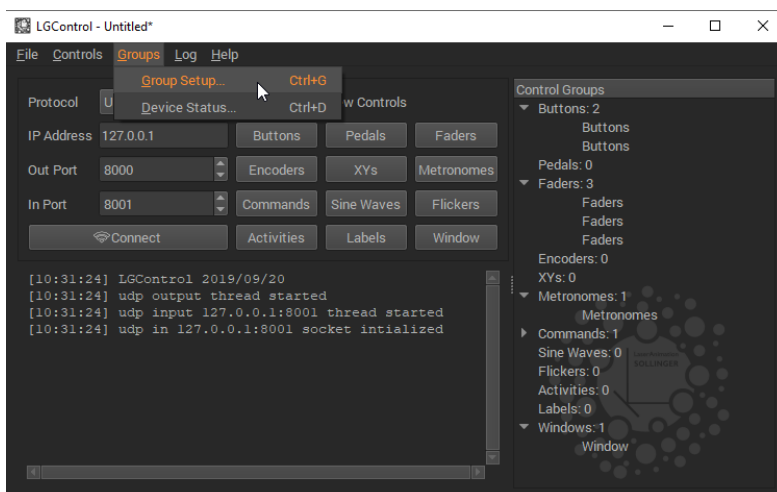 LGControl - Untitled*
File Controls Groups Log Help
Group Setup... Ctrl+G
Device Status... Ctrl+D
Protocol U w Controls
IP Address 127.0.0.1 Buttons Pedals Faders
Out Port 8000 Encoders XYs Metronomes
In Port 8001 Commands Sine Waves Flickers
Connect Activities Labels Window
[10:31:24] LGControl 2019/09/20
[10:31:24] udp output thread started
[10:31:24] udp input 127.0.0.1:8001 thread started
[10:31:24] udp in 127.0.0.1:8001 socket intialized
Control Groups
Buttons: 2
Buttons
Buttons
Pedals: 0
Faders: 3
Faders
Faders
Faders
Encoders: 0
XYs: 0
Metronomes: 1
Metronomes
Commands: 1
Sine Waves: 0
Flickers: 0
Activities: 0
Labels: 0
Windows: 1
Window
SOLLINGER